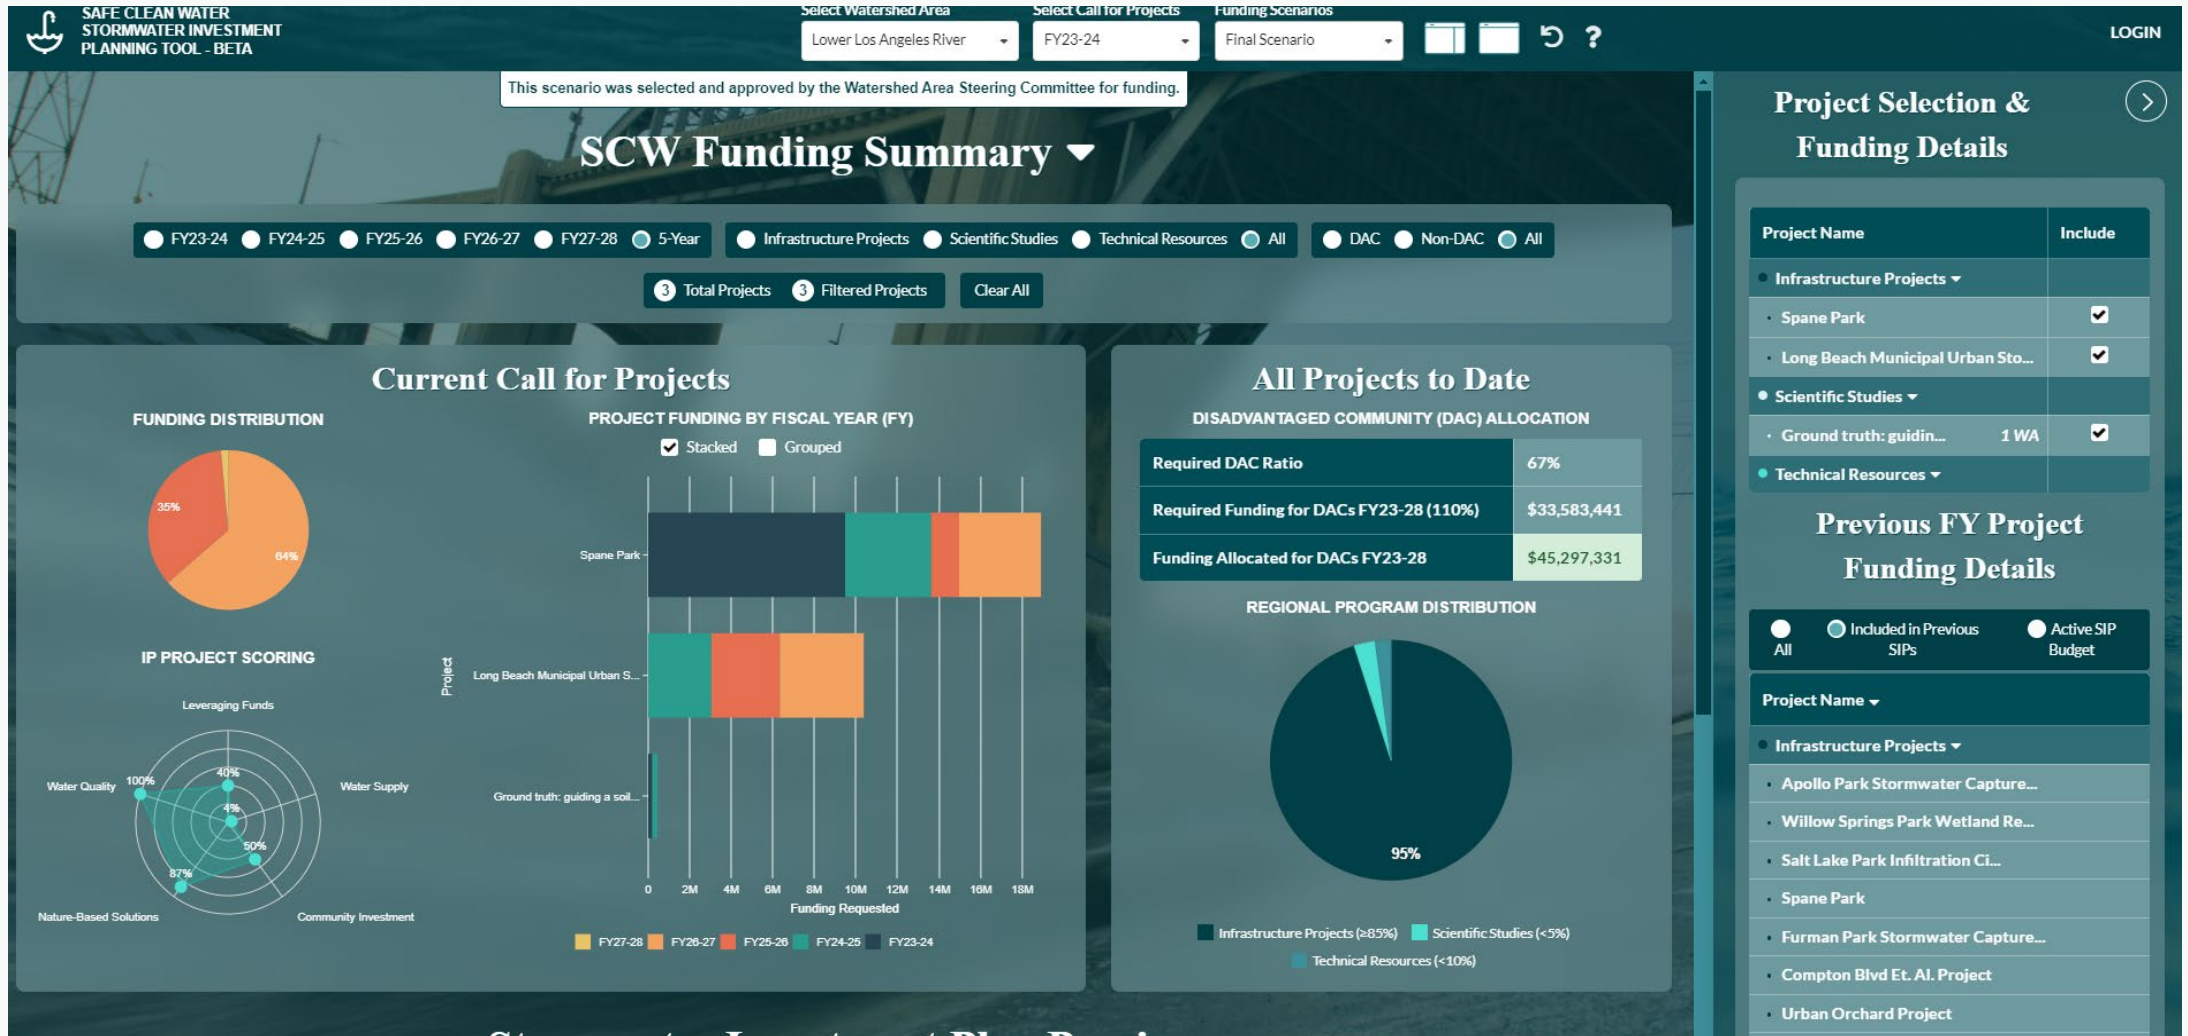 SAFE CLEAN WATER
STORMWATER INVESTMENT
PLANNING TOOL - BETA
Select Watershed Area
Select Call for Projects
Funding Scenarios
Lower Los Angeles River
FY23-24
Final Scenario
?
LOGIN
This scenario was selected and approved by the Watershed Area Steering Committee for funding.
SCW Funding Summary
FY23-24 FY24-25 FY25-26 FY26-27 FY27-28 5-Year
Infrastructure Projects Scientific Studies Technical Resources All
DAC Non-DAC All
3 Total Projects 3 Filtered Projects
Clear All
Current Call for Projects
FUNDING DISTRIBUTION
35%
64%
IP PROJECT SCORING
Leveraging Funds
Water Quality
100%
40%
Water Supply
4%
50%
87%
Nature-Based Solutions
Community Investment
PROJECT FUNDING BY FISCAL YEAR (FY)
Stacked Grouped
Project
Spane Park
Long Beach Municipal Urban S...
Ground truth: guiding a soil...
0 2M 4M 6M 8M 10M 12M 14M 16M 18M
Funding Requested
FY27-28 FY26-27 FY25-26 FY24-25 FY23-24
All Projects to Date
DISADVANTAGED COMMUNITY (DAC) ALLOCATION
Required DAC Ratio 67%
Required Funding for DACs FY23-28 (110%) $33,583,441
Funding Allocated for DACs FY23-28 $45,297,331
REGIONAL PROGRAM DISTRIBUTION
95%
Infrastructure Projects (≥85%) Scientific Studies (<5%)
Technical Resources (<10%)
Project Selection &
Funding Details
Project Name Include
Infrastructure Projects
Spane Park
Long Beach Municipal Urban Sto...
Scientific Studies
Ground truth: guidin... 1 WA
Technical Resources
Previous FY Project
Funding Details
All
Included in Previous
SIPs
Active SIP
Budget
Project Name
Infrastructure Projects
Apollo Park Stormwater Capture...
Willow Springs Park Wetland Re...
Salt Lake Park Infiltration Ci...
Spane Park
Furman Park Stormwater Capture...
Compton Blvd Et. Al. Project
Urban Orchard Project